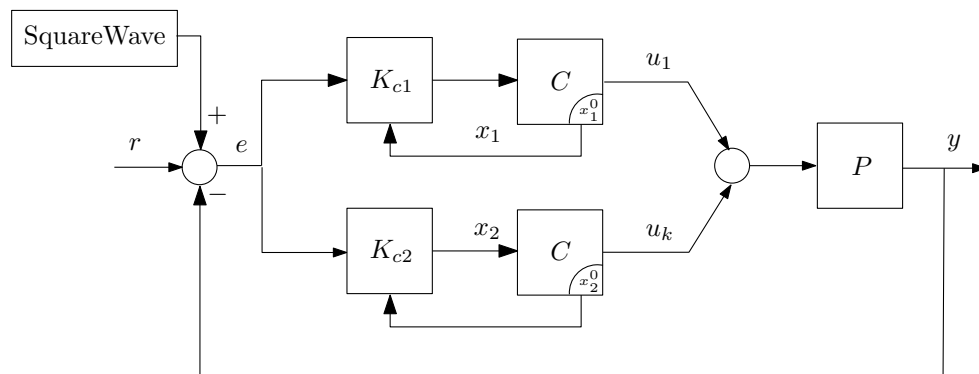 SquareWave
K_{c1}
C
x_1^0
u_1
+
x_1
r
e
P
y
−
K_{c2}
x_2
C
x_2^0
u_k